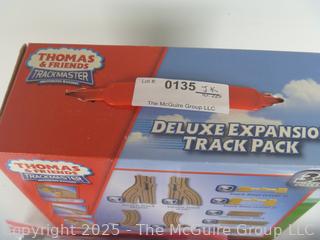 THOMAS
& FRIENDS
TRACKMASTER
Lot #:
0135
The McGuire Group LLC
DELUXE EXPANSIO
TRACK PACK
THOMAS
& FRIENDS
TRACKMASTER
Copyright 2025 - The McGuire Group LLC